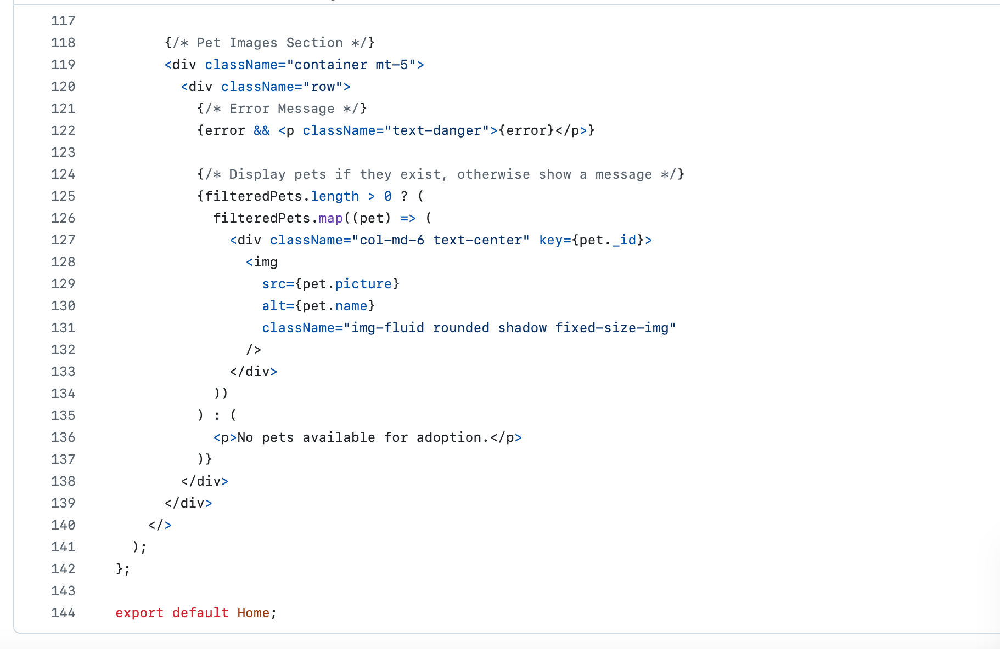 117
118 {/* Pet Images Section */}
119 <div className="container mt-5">
120 <div className="row">
121 {/* Error Message */}
122 {error && <p className="text-danger">{error}</p>}
123
124 {/* Display pets if they exist, otherwise show a message */}
125 {filteredPets.length > 0 ? (
126 filteredPets.map((pet) => (
127 <div className="col-md-6 text-center" key={pet._id}>
128 <img
129 src={pet.picture}
130 alt={pet.name}
131 className="img-fluid rounded shadow fixed-size-img"
132 />
133 </div>
134 ))
135 ) : (
136 <p>No pets available for adoption.</p>
137 )}
138 </div>
139 </div>
140 </>
141 );
142 };
143
144 export default Home;